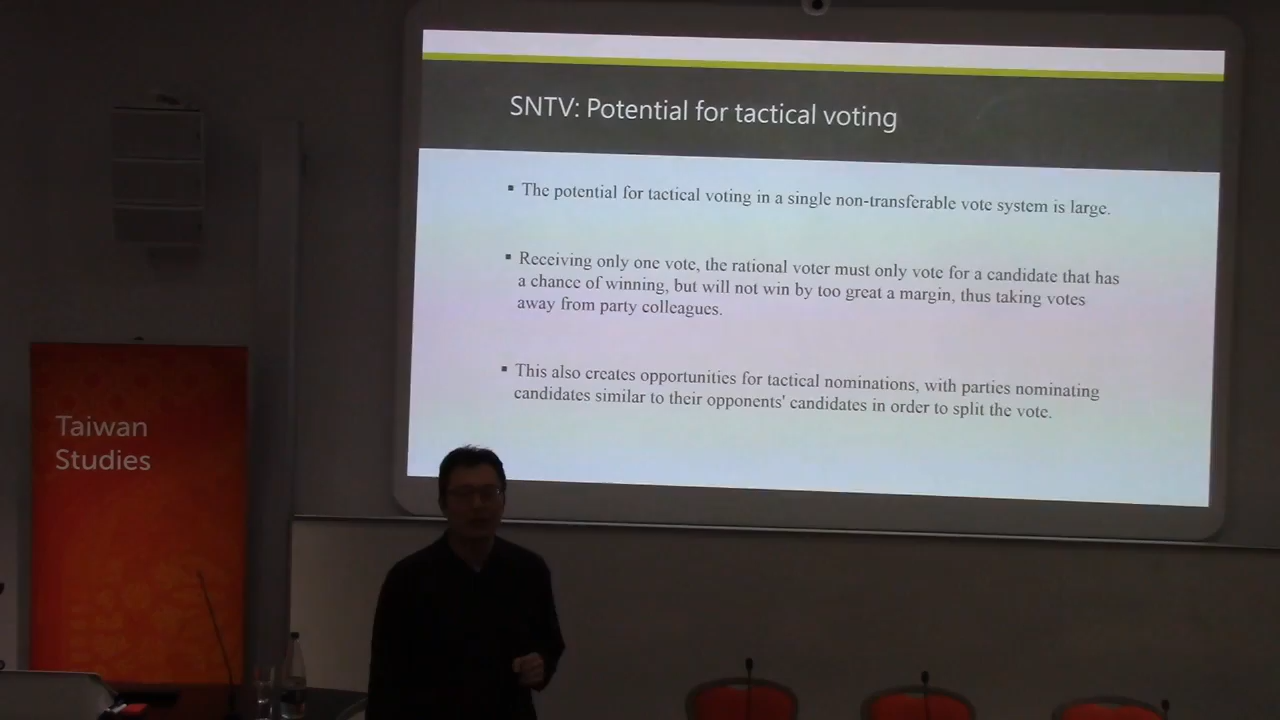 SNTV: Potential for tactical voting
▪ The potential for tactical voting in a single non-transferable vote system is large.
▪ Receiving only one vote, the rational voter must only vote for a candidate that has
a chance of winning, but will not win by too great a margin, thus taking votes
away from party colleagues.
▪ This also creates opportunities for tactical nominations, with parties nominating
candidates similar to their opponents' candidates in order to split the vote.
Taiwan
Studies